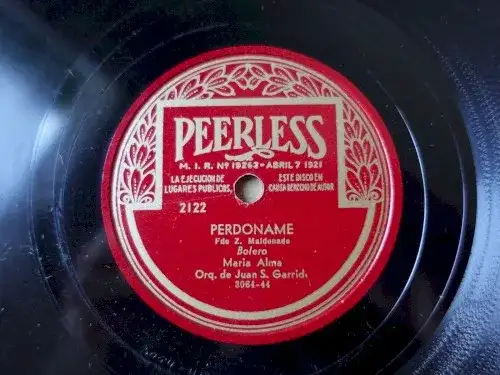 PEERLESS
M. I. R. Nº 19263-ABRIL 7 1921
LA EJECUCION DE ESTE DISCO EN
LUGARES PUBLICOS, CAUSA DERECHO DE AUTOR
2122
PERDONAME
Fdo Z. Maldonado
Bolero
Maria Alma
Orq. de Juan S. Garrido
3064-44